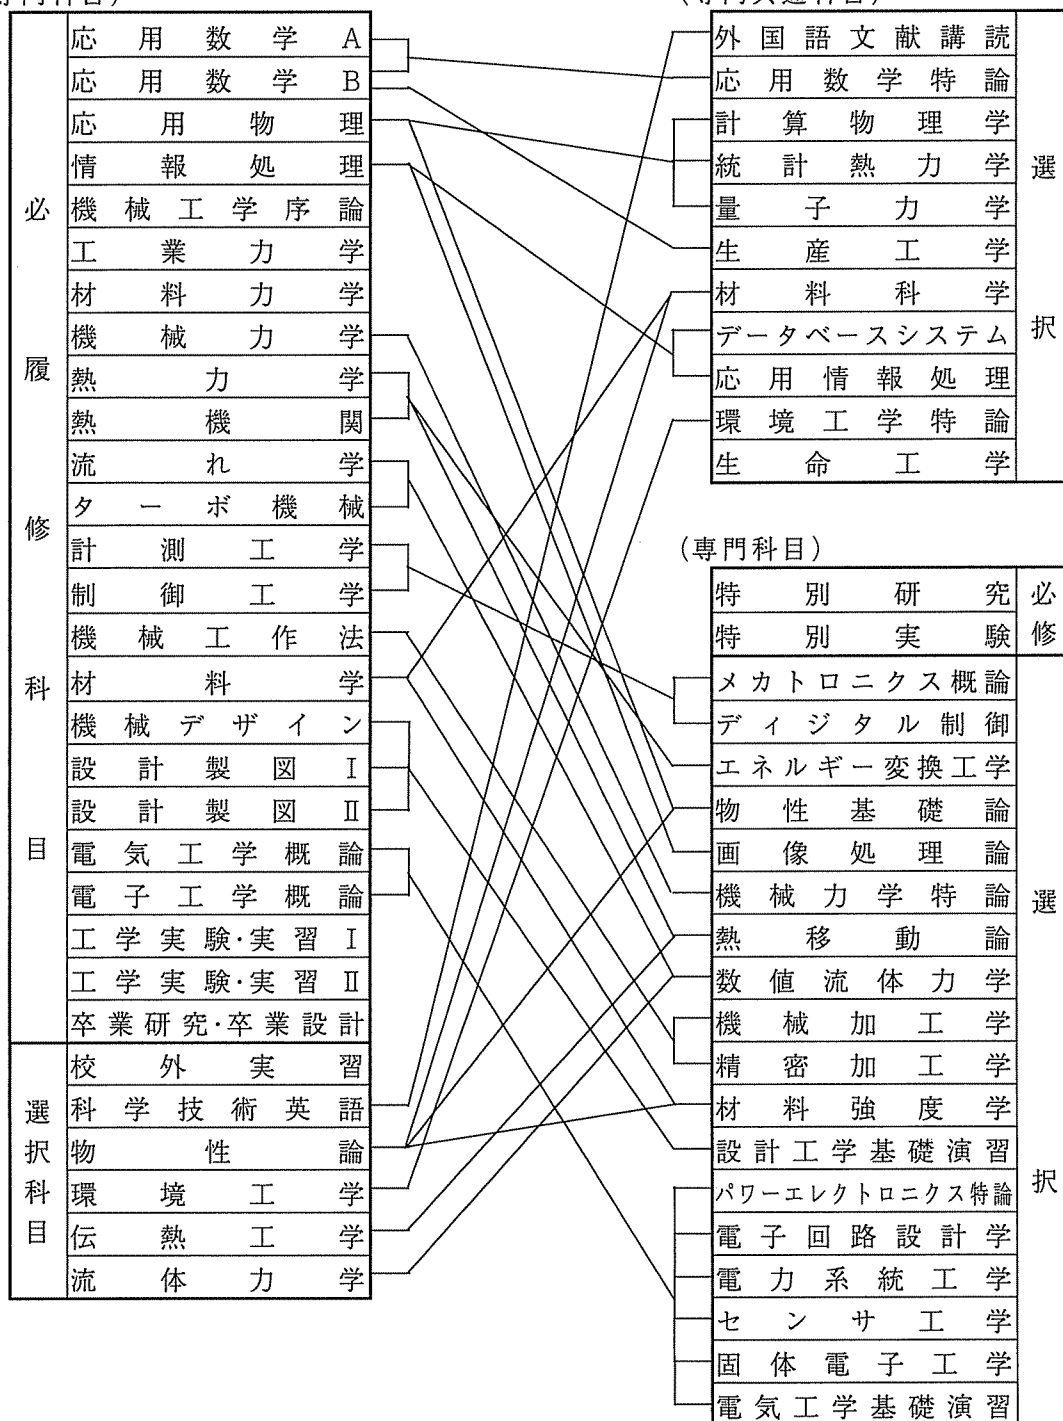 必履修科目
応用数学A
応用数学B
応用物理
情報処理
機械工学序論
工業力学
材料力学
機械力学
熱力学
熱機関
流れ学
ターボ機械
計測工学
制御工学
機械工作法
材料学
機械デザイン
設計製図Ⅰ
設計製図Ⅱ
電気工学概論
電子工学概論
工学実験・実習Ⅰ
工学実験・実習Ⅱ
卒業研究・卒業設計
選択科目
校外実習
科学技術英語
物性論
環境工学
伝熱工学
流体力学
外国語文献講読
応用数学特論
計算物理学
統計熱力学
量子力学
生産工学
材料科学
データベースシステム
応用情報処理
環境工学特論
生命工学
選択
(専門科目)
特別研究
特別実験
必修
メカトロニクス概論
ディジタル制御
エネルギー変換工学
物性基礎論
画像処理論
機械力学特論
熱移動論
数値流体力学
機械加工学
精密加工学
材料強度学
設計工学基礎演習
パワーエレクトロニクス特論
電子回路設計学
電力系統工学
センサ工学
固体電子工学
電気工学基礎演習
選択